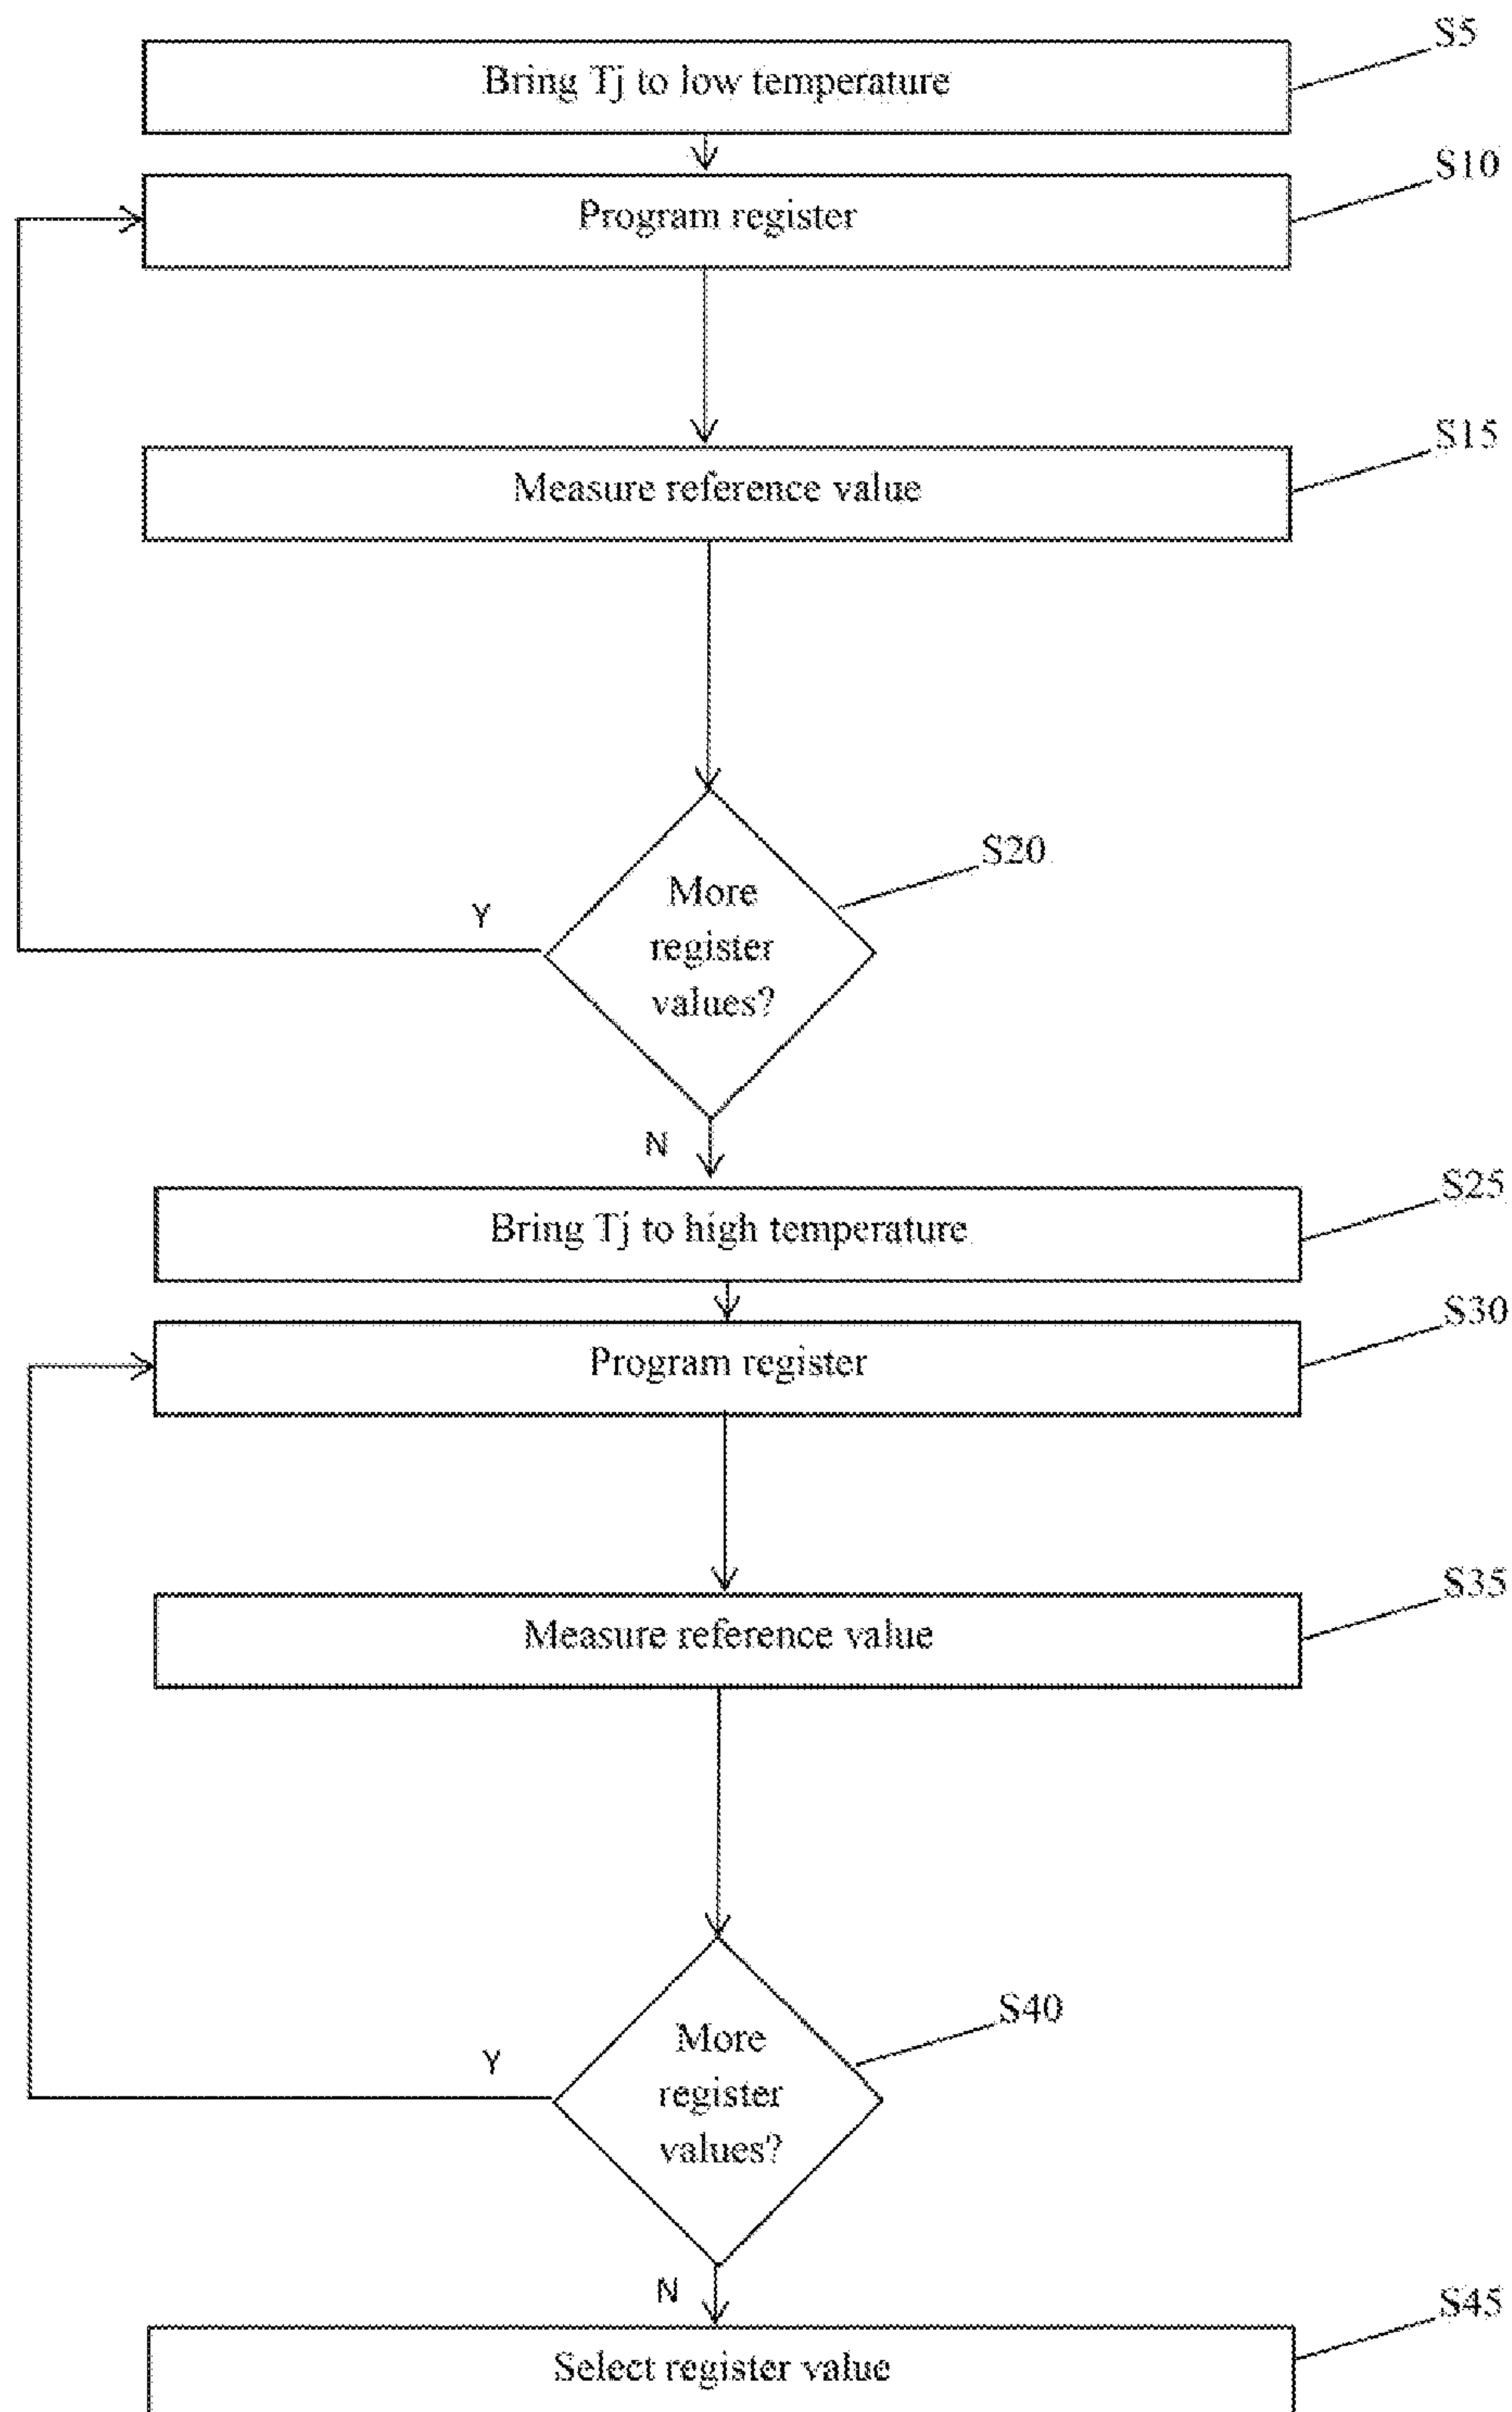 S5
Bring Tj to low temperature
S10
Program register
S15
Measure reference value
S20
More
register
values?
Y
N
S25
Bring Tj to high temperature
S30
Program register
S35
Measure reference value
S40
More
register
values?
Y
N
S45
Select register value